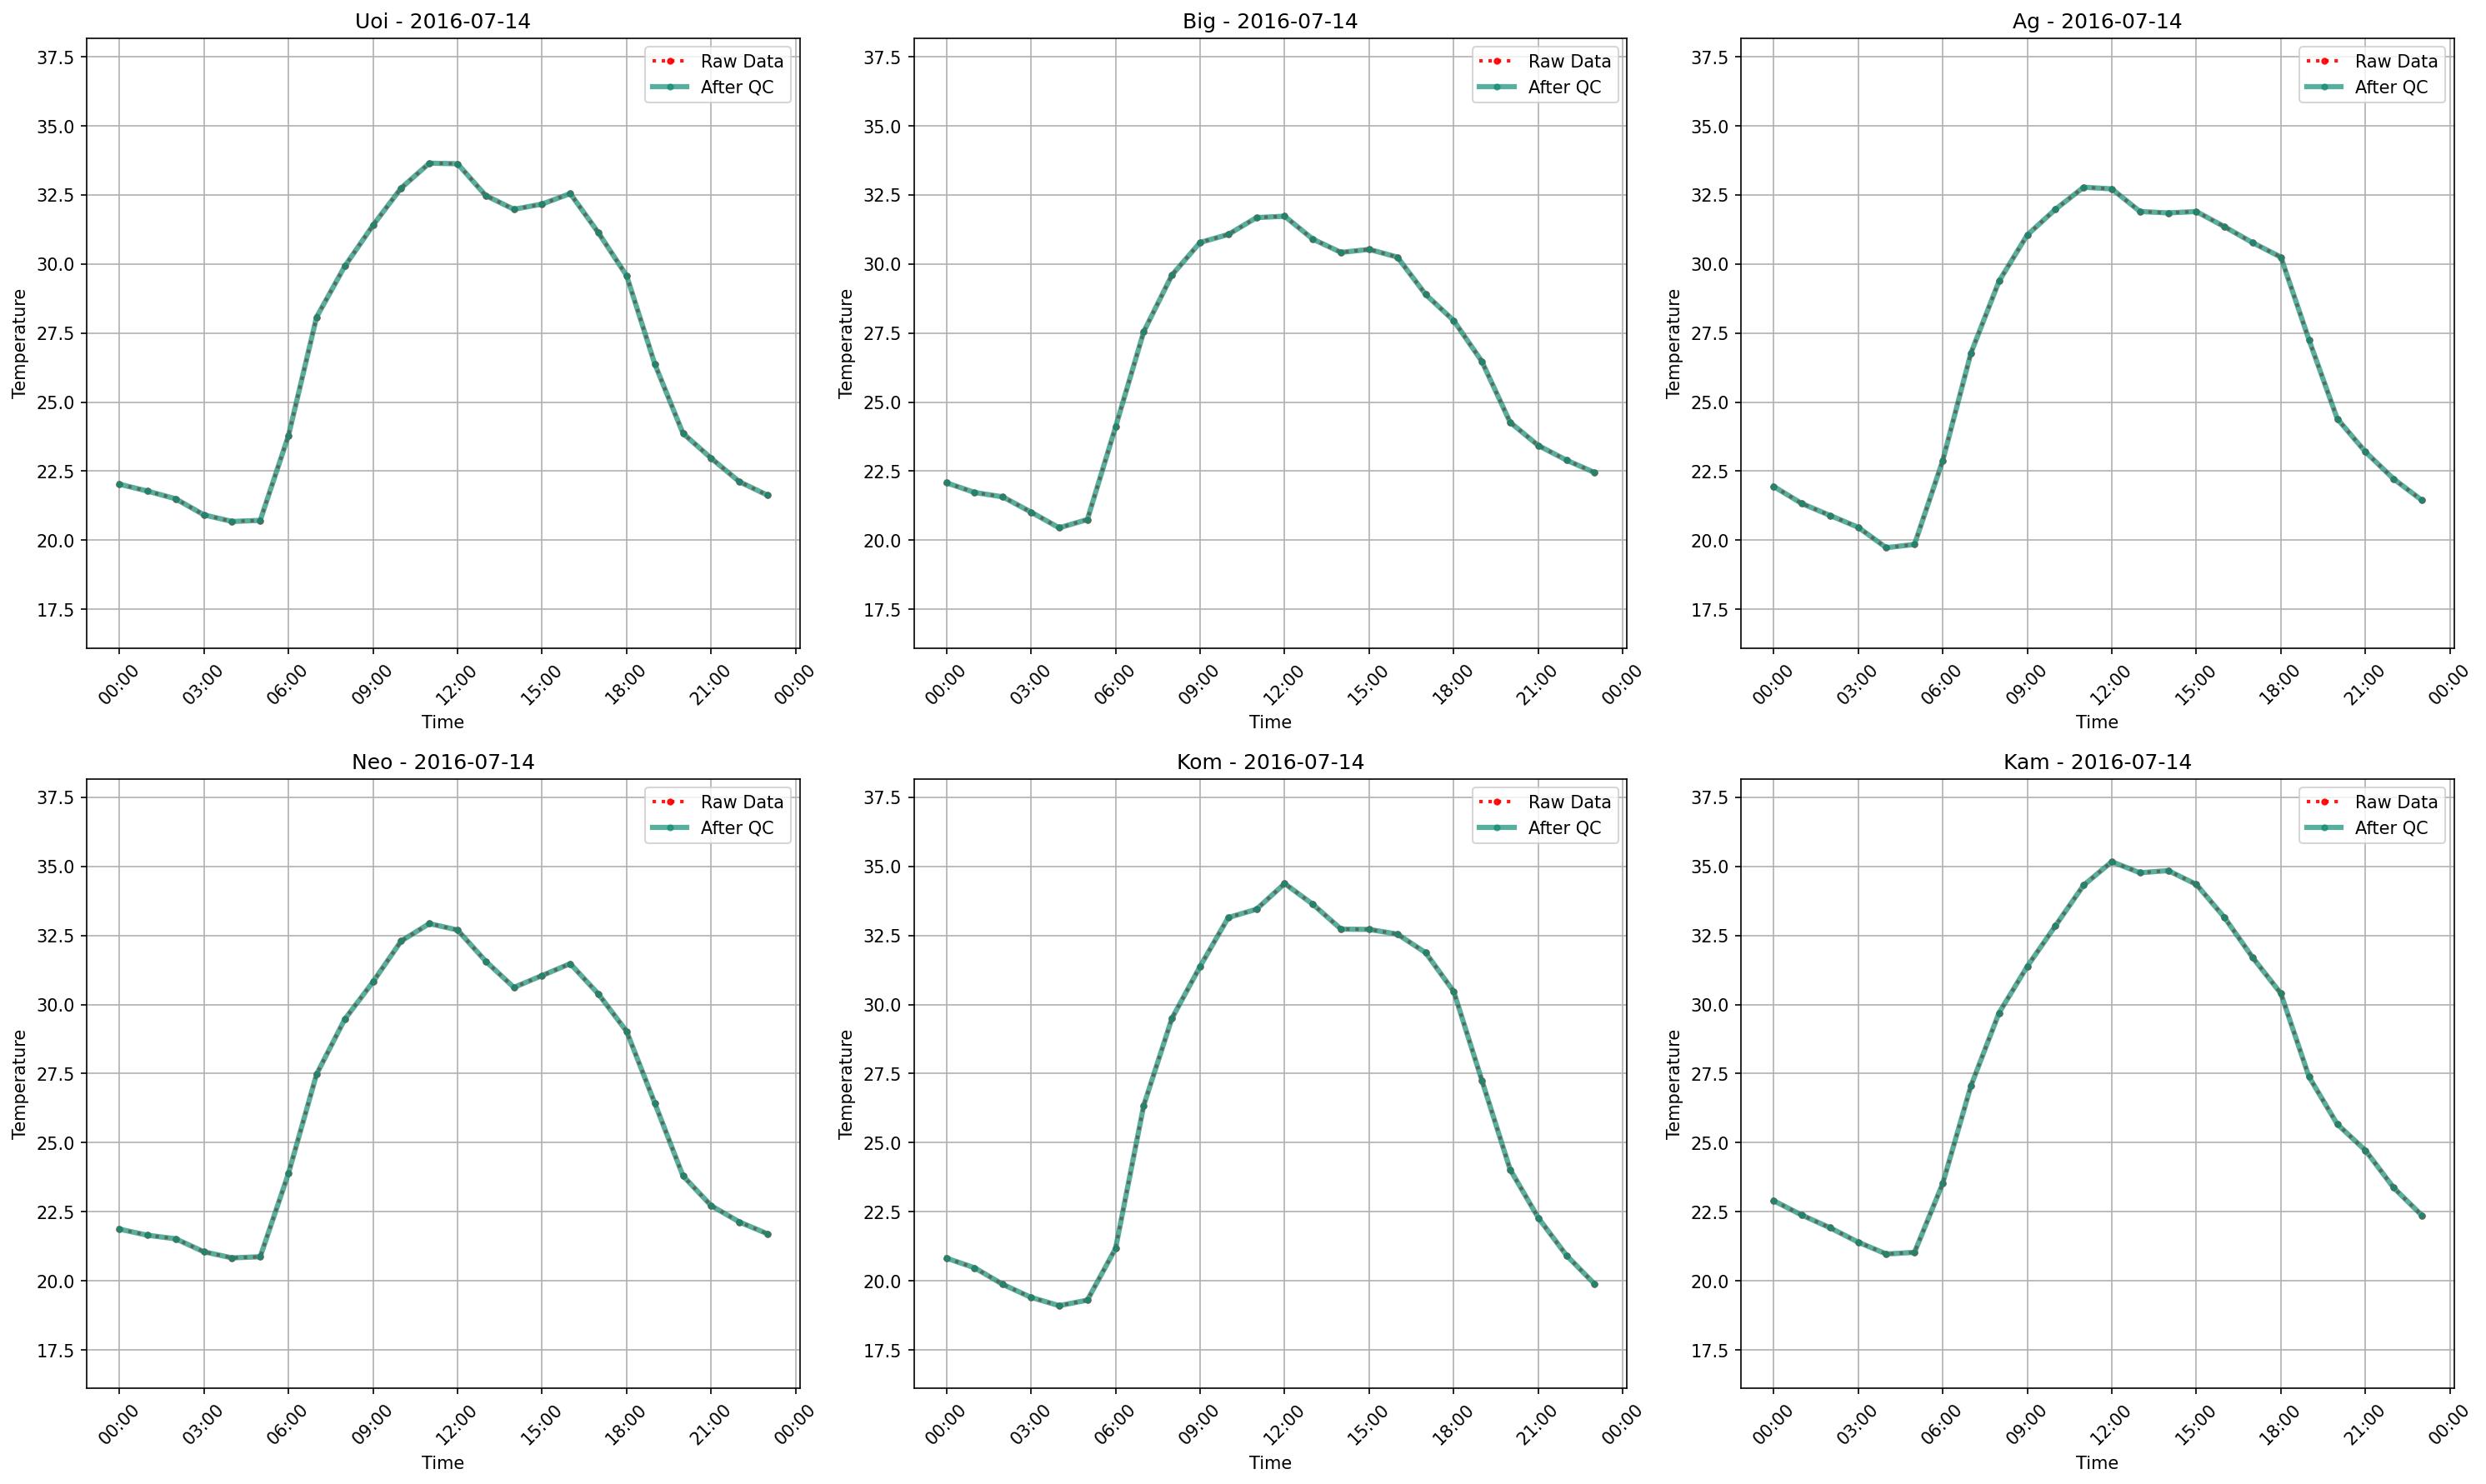 Uoi - 2016-07-14
37.5
35.0
32.5
30.0
27.5
25.0
22.5
20.0
17.5
Temperature
Raw Data
After QC
00:00 03:00 06:00 09:00 12:00 15:00 18:00 21:00 00:00
Time
Big - 2016-07-14
37.5
35.0
32.5
30.0
27.5
25.0
22.5
20.0
17.5
Temperature
Raw Data
After QC
00:00 03:00 06:00 09:00 12:00 15:00 18:00 21:00 00:00
Time
Ag - 2016-07-14
37.5
35.0
32.5
30.0
27.5
25.0
22.5
20.0
17.5
Temperature
Raw Data
After QC
00:00 03:00 06:00 09:00 12:00 15:00 18:00 21:00 00:00
Time
Neo - 2016-07-14
37.5
35.0
32.5
30.0
27.5
25.0
22.5
20.0
17.5
Temperature
Raw Data
After QC
00:00 03:00 06:00 09:00 12:00 15:00 18:00 21:00 00:00
Time
Kom - 2016-07-14
37.5
35.0
32.5
30.0
27.5
25.0
22.5
20.0
17.5
Temperature
Raw Data
After QC
00:00 03:00 06:00 09:00 12:00 15:00 18:00 21:00 00:00
Time
Kam - 2016-07-14
37.5
35.0
32.5
30.0
27.5
25.0
22.5
20.0
17.5
Temperature
Raw Data
After QC
00:00 03:00 06:00 09:00 12:00 15:00 18:00 21:00 00:00
Time